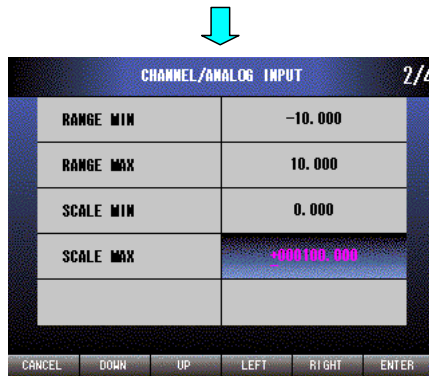 CHANNEL/ANALOG INPUT 2/4
RANGE MIN -10.000
RANGE MAX 10.000
SCALE MIN 0.000
SCALE MAX +000100.000
CANCEL DOWN UP LEFT RIGHT ENTER